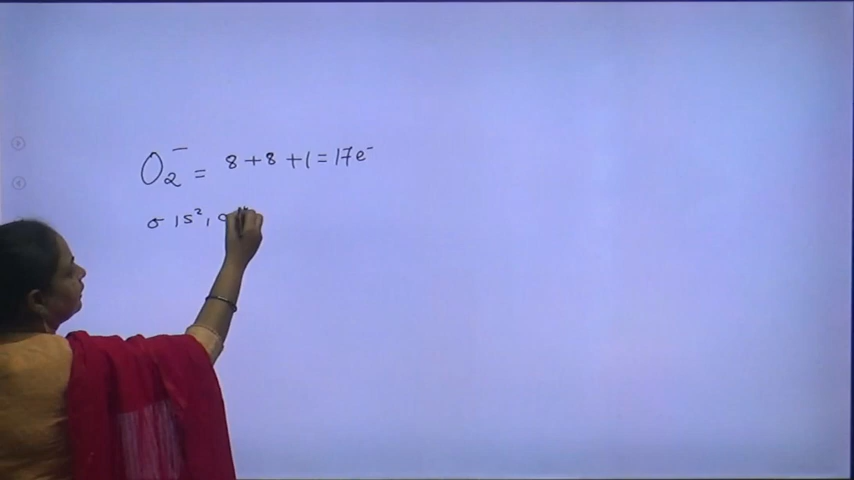 O₂⁻ = 8 + 8 + 1 = 17e⁻
σ 1s², σ